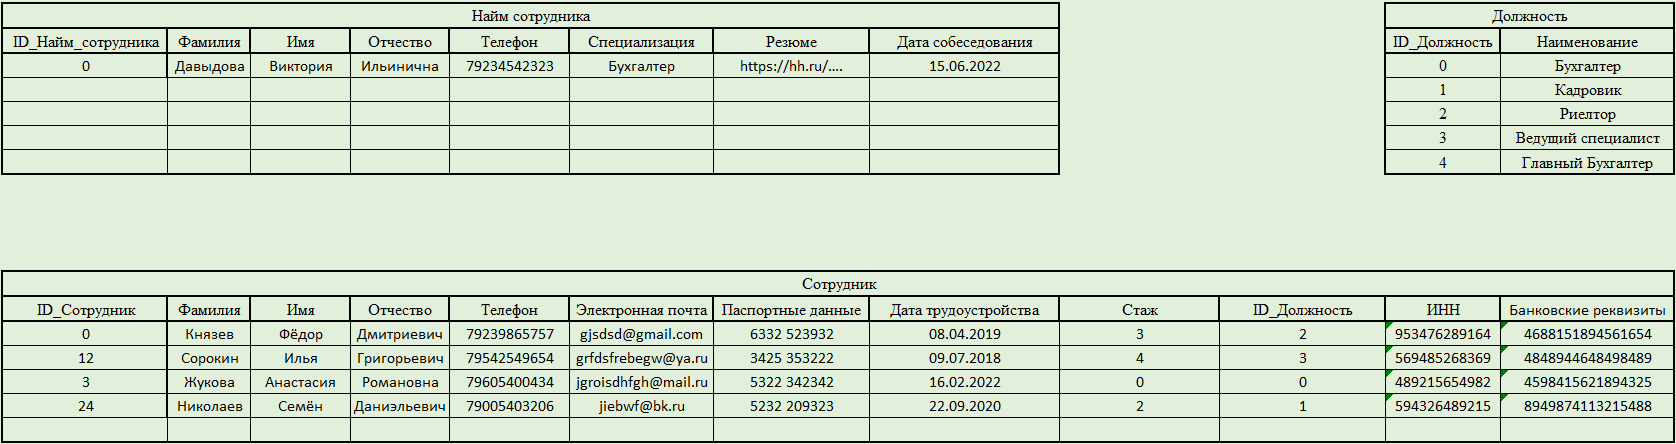 Найм сотрудника
ID_Найм_сотрудника Фамилия Имя Отчество Телефон Специализация Резюме Дата собеседования
0 Давыдова Виктория Ильинична 79234542323 Бухгалтер https://hh.ru/.... 15.06.2022
Должность
ID_Должность Наименование
0 Бухгалтер
1 Кадровик
2 Риелтор
3 Ведущий специалист
4 Главный Бухгалтер
Сотрудник
ID_Сотрудник Фамилия Имя Отчество Телефон Электронная почта Паспортные данные Дата трудоустройства Стаж ID_Должность ИНН Банковские реквизиты
0 Князев Фёдор Дмитриевич 79239865757 gjsdsd@gmail.com 6332 523932 08.04.2019 3 2 953476289164 4688151894561654
12 Сорокин Илья Григорьевич 79542549654 grfdsfrebegw@ya.ru 3425 353222 09.07.2018 4 3 569485268369 4848944648498489
3 Жукова Анастасия Романовна 79605400434 jgroisdhfgh@mail.ru 5322 342342 16.02.2022 0 0 489215654982 4598415621894325
24 Николаев Семён Даниэльевич 79005403206 jiebwf@bk.ru 5232 209323 22.09.2020 2 1 594326489215 8949874113215488